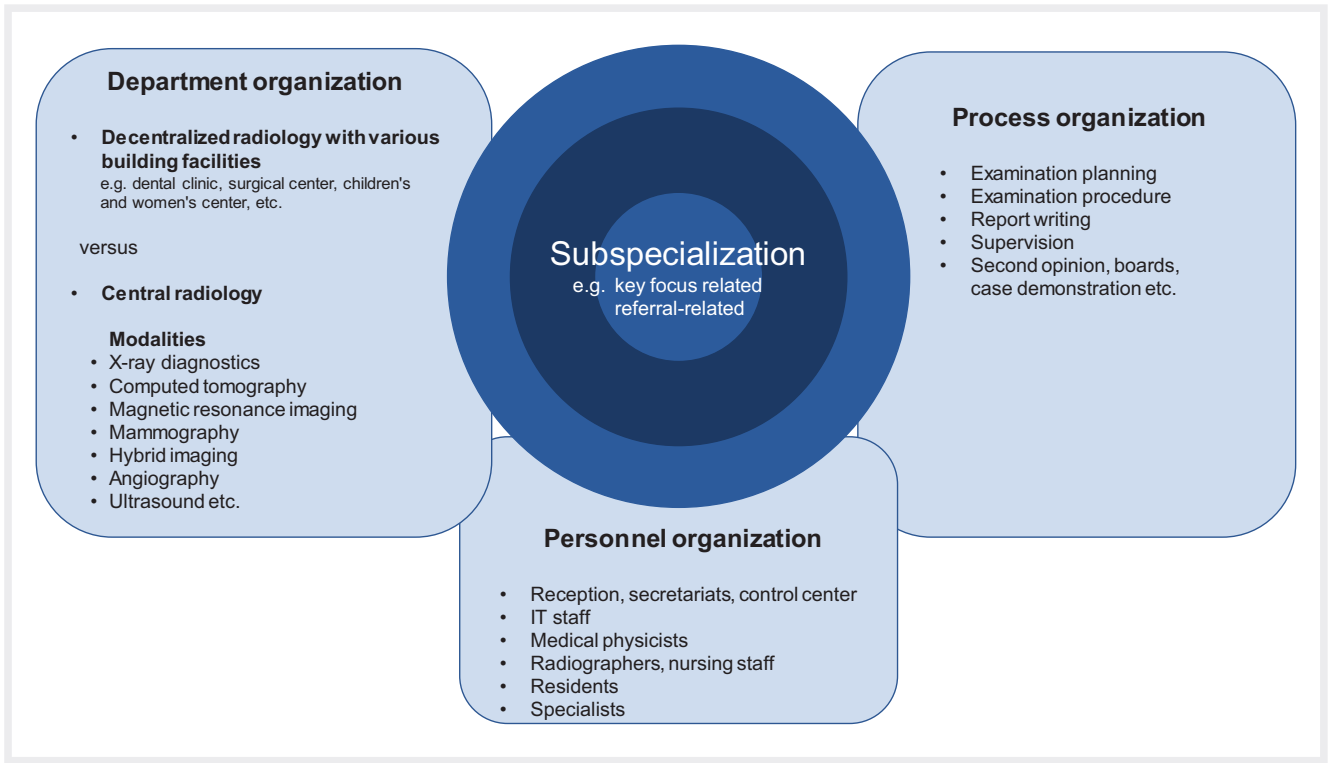 Department organization
• Decentralized radiology with various
building facilities
e.g. dental clinic, surgical center, children's
and women's center, etc.
versus
• Central radiology
Modalities
• X-ray diagnostics
• Computed tomography
• Magnetic resonance imaging
• Mammography
• Hybrid imaging
• Angiography
• Ultrasound etc.
Subspecialization
e.g. key focus related
referral-related
Process organization
• Examination planning
• Examination procedure
• Report writing
• Supervision
• Second opinion, boards,
case demonstration etc.
Personnel organization
• Reception, secretariats, control center
• IT staff
• Medical physicists
• Radiographers, nursing staff
• Residents
• Specialists